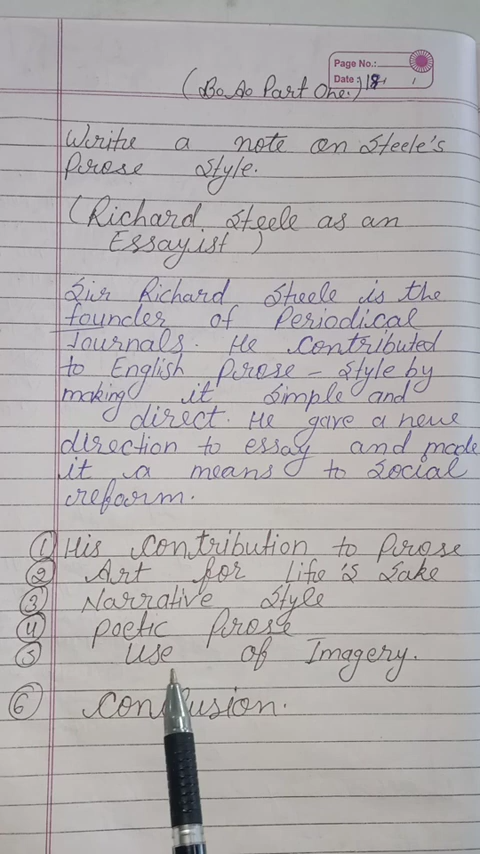 Page No.:
Date : 18
(B.A. Part One.)
Write a note on Steele's
Prose Style.
(Richard Steele as an
Essayist)
Sir Richard Steele is the
founder of Periodical
Journals. He contributed
to English Prose - Style by
making it simple and
direct. He gave a new
direction to essay and made
it a means to social
reform.
① His Contribution to Prose
② Art for Life's Sake
③ Narrative Style
④ Poetic Prose
⑤ Use of Imagery.
⑥ Conclusion.